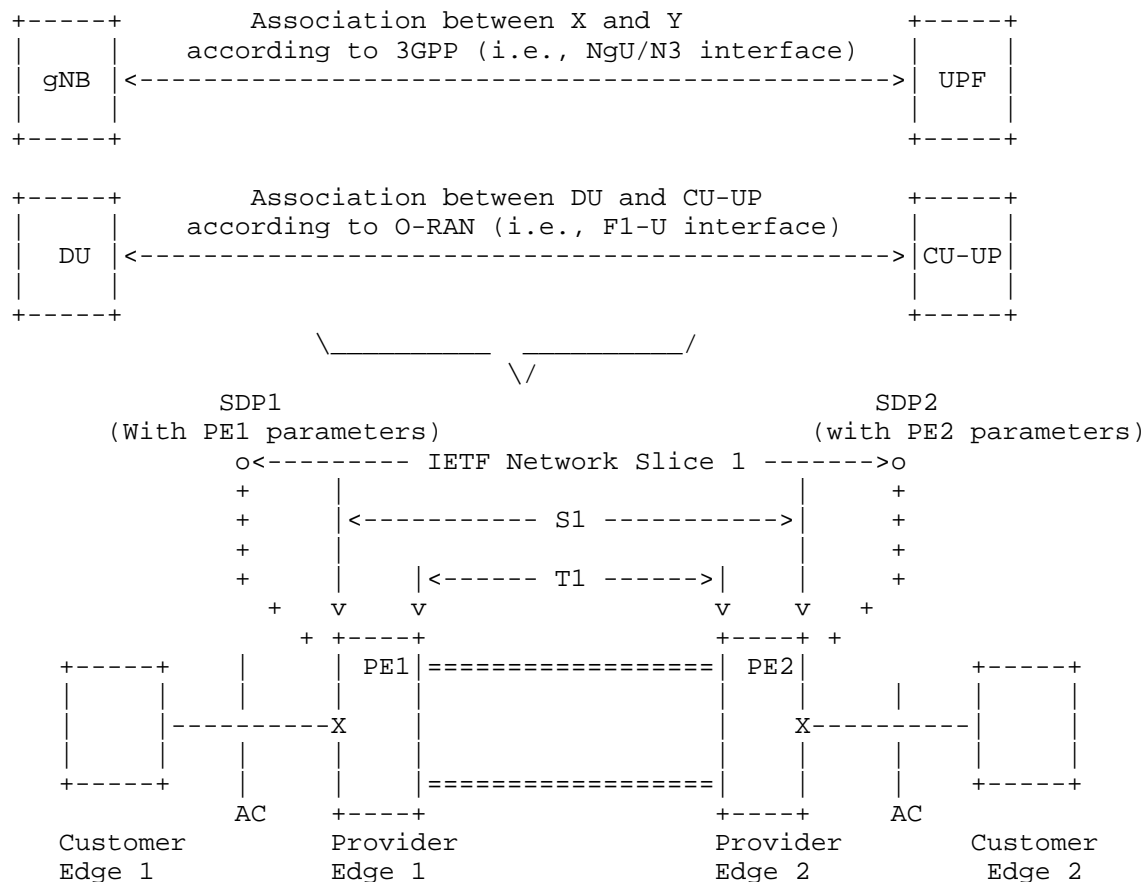 +-----+        Association between X and Y                +-----+
|     |    according to 3GPP (i.e., NgU/N3 interface)     |     |
| gNB |<------------------------------------------------>| UPF |
|     |                                                   |     |
+-----+                                                   +-----+
+-----+        Association between DU and CU-UP           +-----+
|     |    according to O-RAN (i.e., F1-U interface)      |     |
|  DU |<------------------------------------------------>|CU-UP|
|     |                                                   |     |
+-----+                                                   +-----+
\__________  __________/
\/
SDP1                                         SDP2
(With PE1 parameters)                       (with PE2 parameters)
o<--------- IETF Network Slice 1 ------->o
+     |                            |     +
+     |<----------- S1 ----------->|     +
+     |                            |     +
+     |    |<------ T1 ------>|    |     +
+   v    v                  v    v   +
+ +----+                  +----+ +
+-----+    |     | PE1|==================| PE2|          +-----+
|     |    |     |    |                  |    |     |    |     |
|     |----------X    |                  |    X----------|     |
|     |    |     |    |                  |    |     |    |     |
+-----+    |     |    |==================|    |     |    +-----+
AC    +----+                  +----+     AC
Customer         Provider                Provider        Customer
Edge 1           Edge 1                  Edge 2           Edge 2